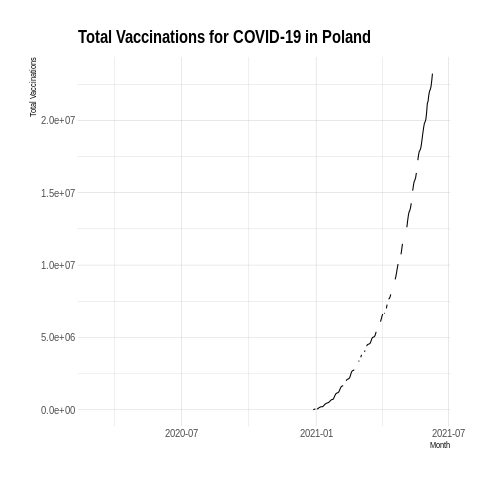 Total Vaccinations for COVID-19 in Poland
Total Vaccinations
2.0e+07
1.5e+07
1.0e+07
5.0e+06
0.0e+00
2020-07
2021-01
2021-07
Month